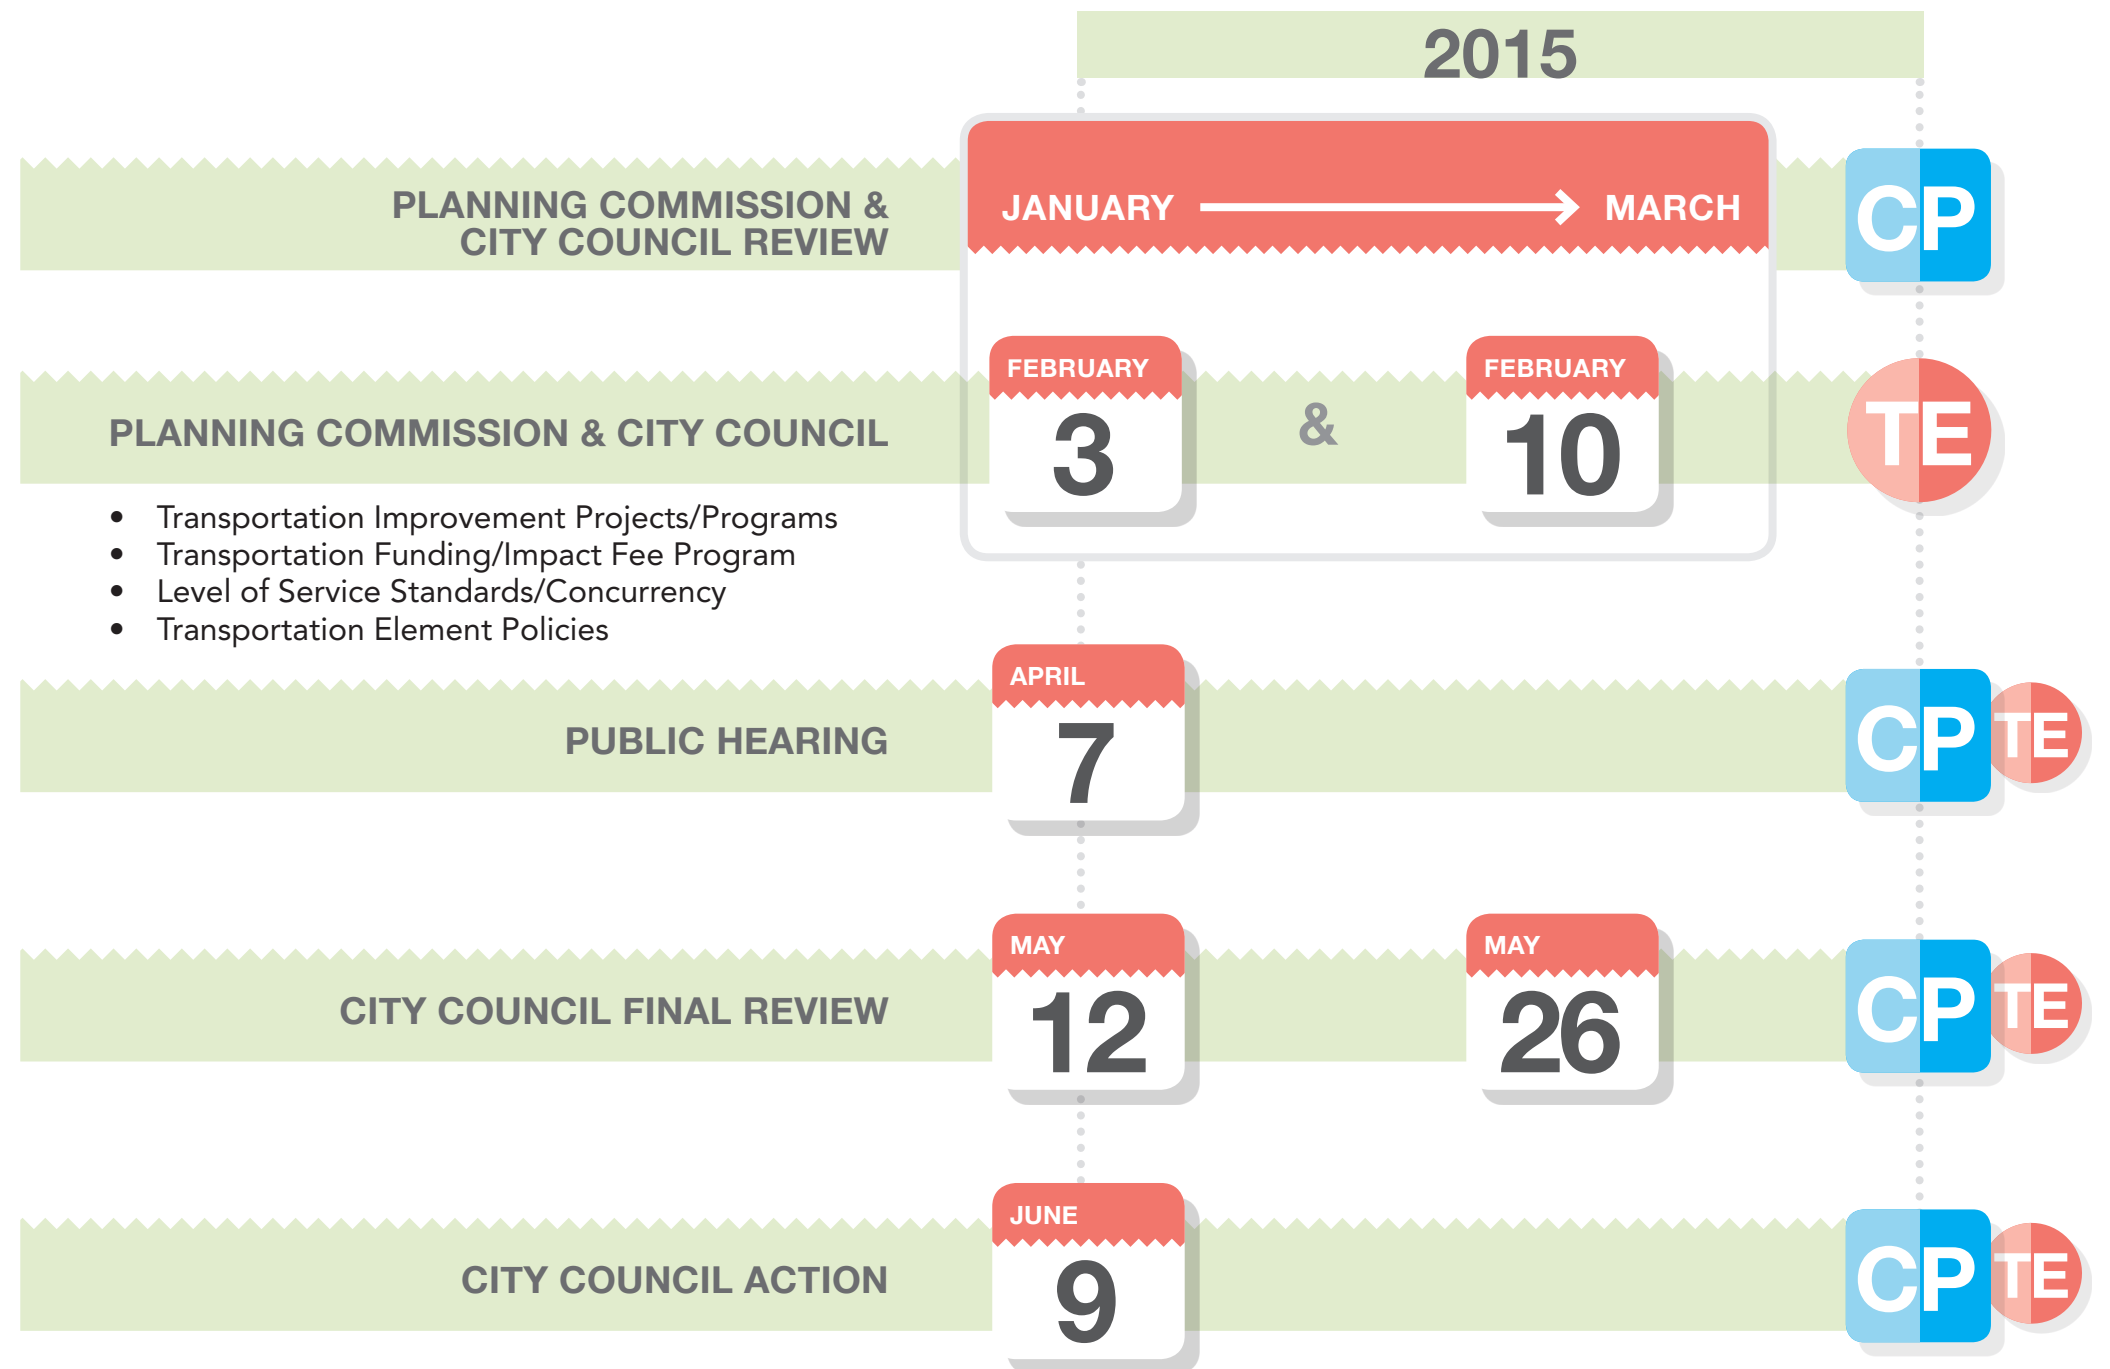 2015
PLANNING COMMISSION &
CITY COUNCIL REVIEW
JANUARY
MARCH
CP
PLANNING COMMISSION & CITY COUNCIL
FEBRUARY
3
&
FEBRUARY
10
TE
• Transportation Improvement Projects/Programs
• Transportation Funding/Impact Fee Program
• Level of Service Standards/Concurrency
• Transportation Element Policies
PUBLIC HEARING
APRIL
7
CP
TE
CITY COUNCIL FINAL REVIEW
MAY
12
MAY
26
CP
TE
CITY COUNCIL ACTION
JUNE
9
CP
TE